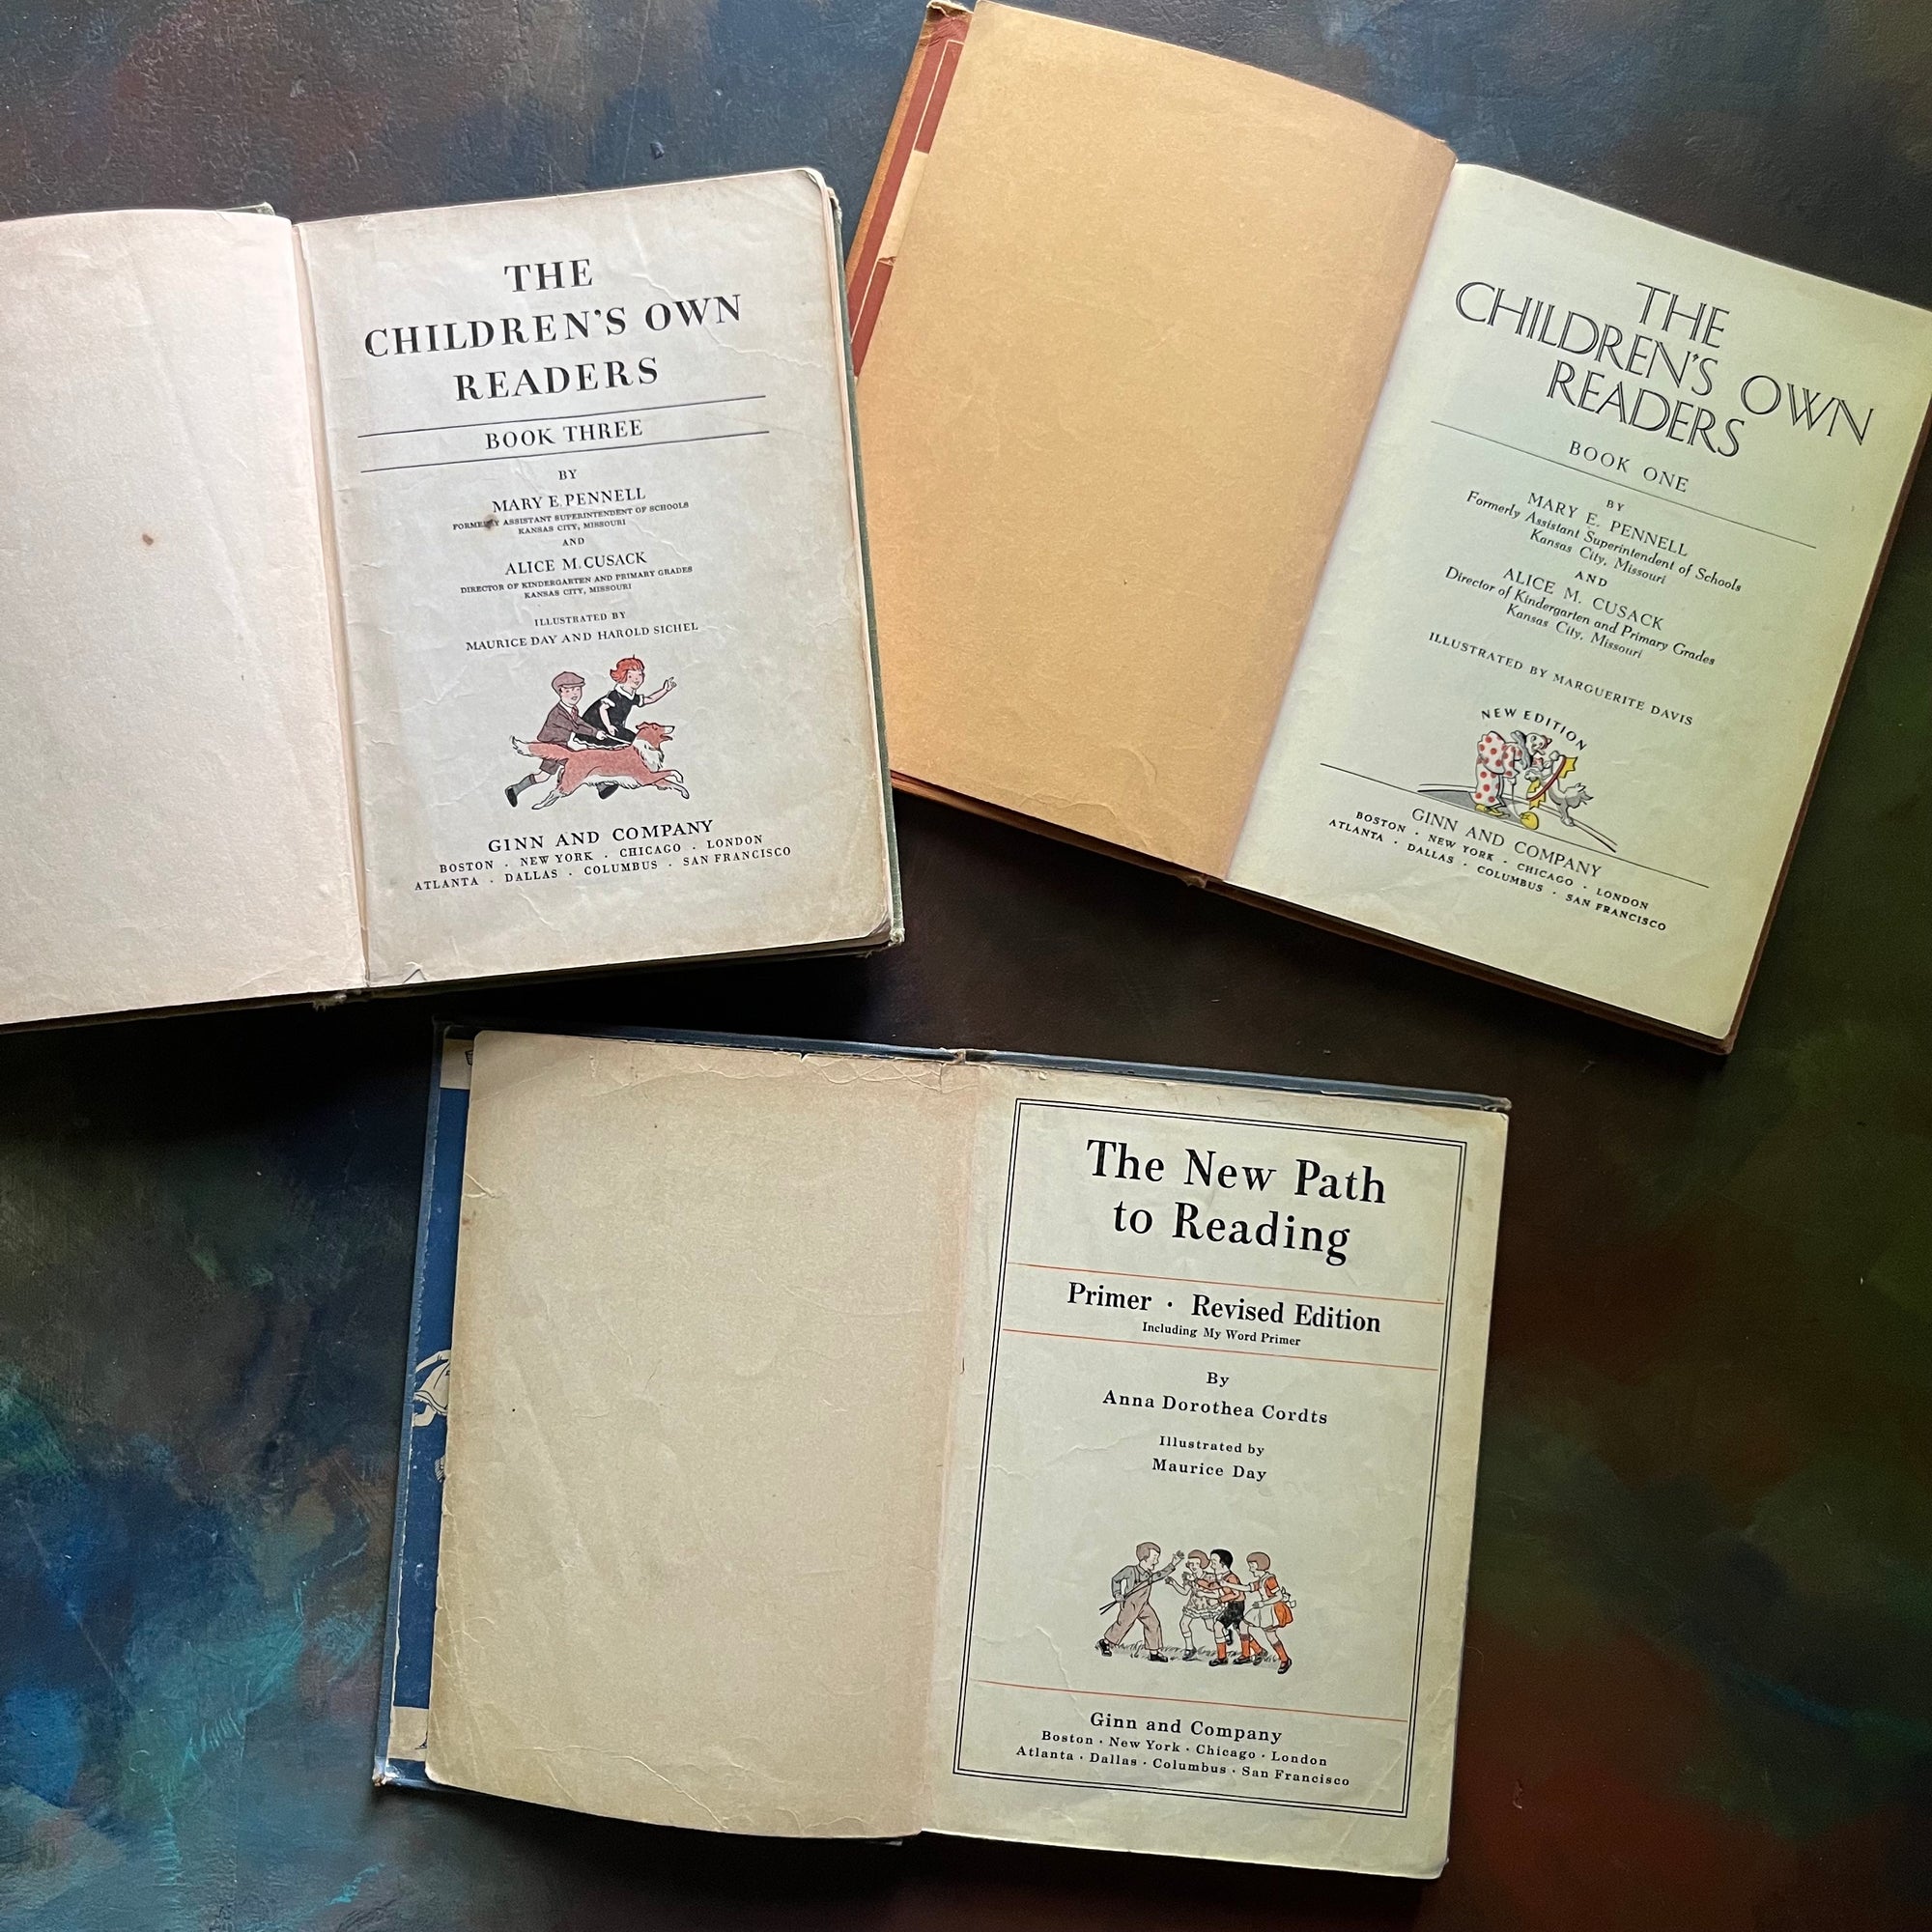 THE
CHILDREN'S OWN
READERS
BOOK THREE
BY
MARY E. PENNELL
FORMERLY ASSISTANT SUPERINTENDENT OF SCHOOLS
KANSAS CITY, MISSOURI
AND
ALICE M. CUSACK
DIRECTOR OF KINDERGARTEN AND PRIMARY GRADES
KANSAS CITY, MISSOURI
ILLUSTRATED BY
MAURICE DAY AND HAROLD SICHEL
GINN AND COMPANY
BOSTON · NEW YORK · CHICAGO · LONDON
ATLANTA · DALLAS · COLUMBUS · SAN FRANCISCO
THE
CHILDREN'S OWN
READERS
BOOK ONE
BY
MARY E. PENNELL
Formerly Assistant Superintendent of Schools
Kansas City, Missouri
AND
ALICE M. CUSACK
Director of Kindergarten and Primary Grades
Kansas City, Missouri
ILLUSTRATED BY MARGUERITE DAVIS
NEW EDITION
GINN AND COMPANY
BOSTON · NEW YORK · CHICAGO · LONDON
ATLANTA · DALLAS · COLUMBUS · SAN FRANCISCO
The New Path
to Reading
Primer · Revised Edition
Including My Word Primer
By
Anna Dorothea Cordts
Illustrated by
Maurice Day
Ginn and Company
Boston · New York · Chicago · London
Atlanta · Dallas · Columbus · San Francisco